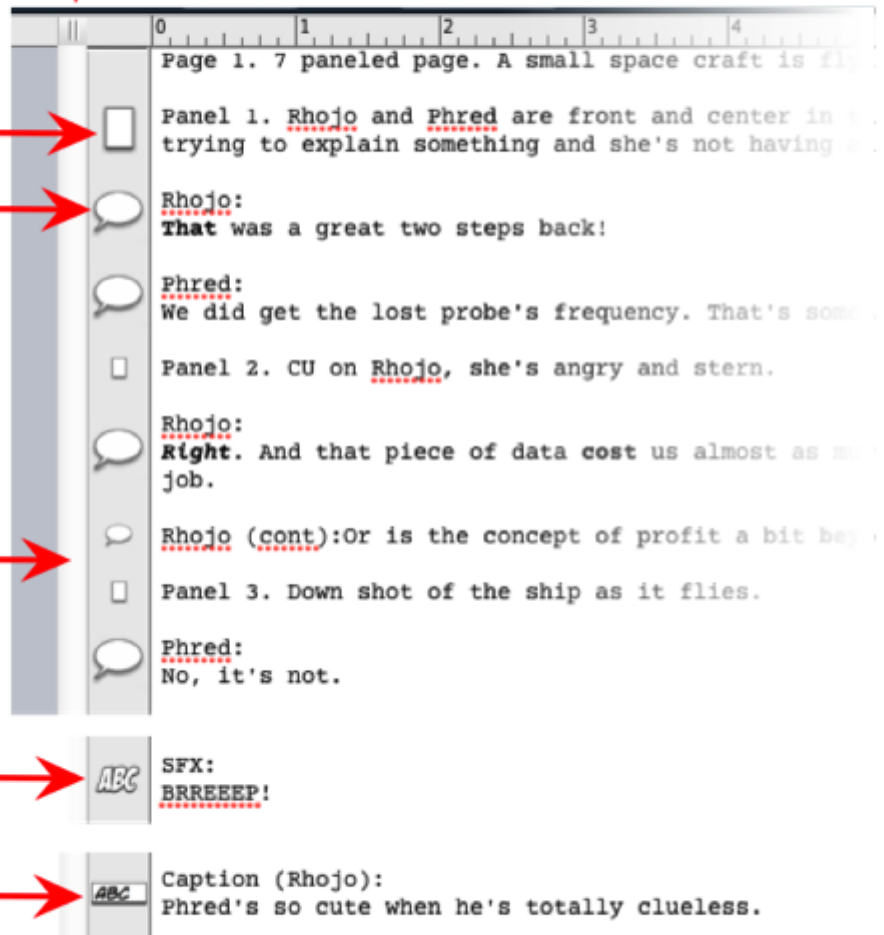 0 1 2 3 4
Page 1. 7 paneled page. A small space craft is fly
Panel 1. Rhojo and Phred are front and center in
trying to explain something and she's not having
Rhojo:
That was a great two steps back!
Phred:
We did get the lost probe's frequency. That's some
Panel 2. CU on Rhojo, she's angry and stern.
Rhojo:
Right. And that piece of data cost us almost as
job.
Rhojo (cont):Or is the concept of profit a bit bey
Panel 3. Down shot of the ship as it flies.
Phred:
No, it's not.
ABC
SFX:
BRREEEP!
ABC
Caption (Rhojo):
Phred's so cute when he's totally clueless.